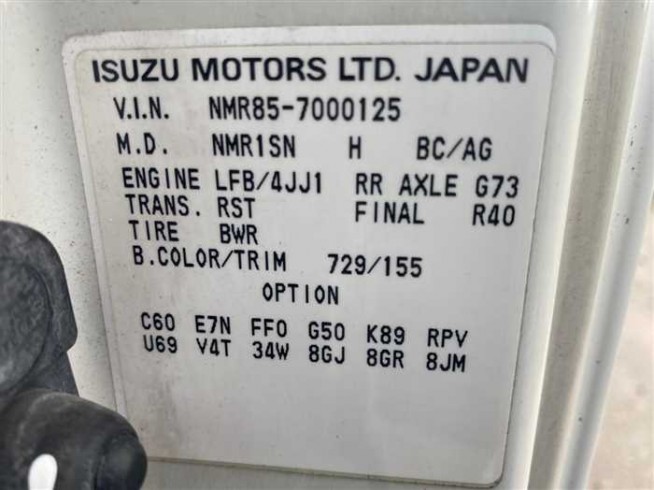 ISUZU MOTORS LTD. JAPAN
V.I.N. NMR85-7000125
M.D. NMR1SN H BC/AG
ENGINE LFB/4JJ1 RR AXLE G73
TRANS. RST FINAL R40
TIRE BWR
B.COLOR/TRIM 729/155
OPTION
C60 E7N FF0 G50 K89 RPV
U69 V4T 34W 8GJ 8GR 8JM